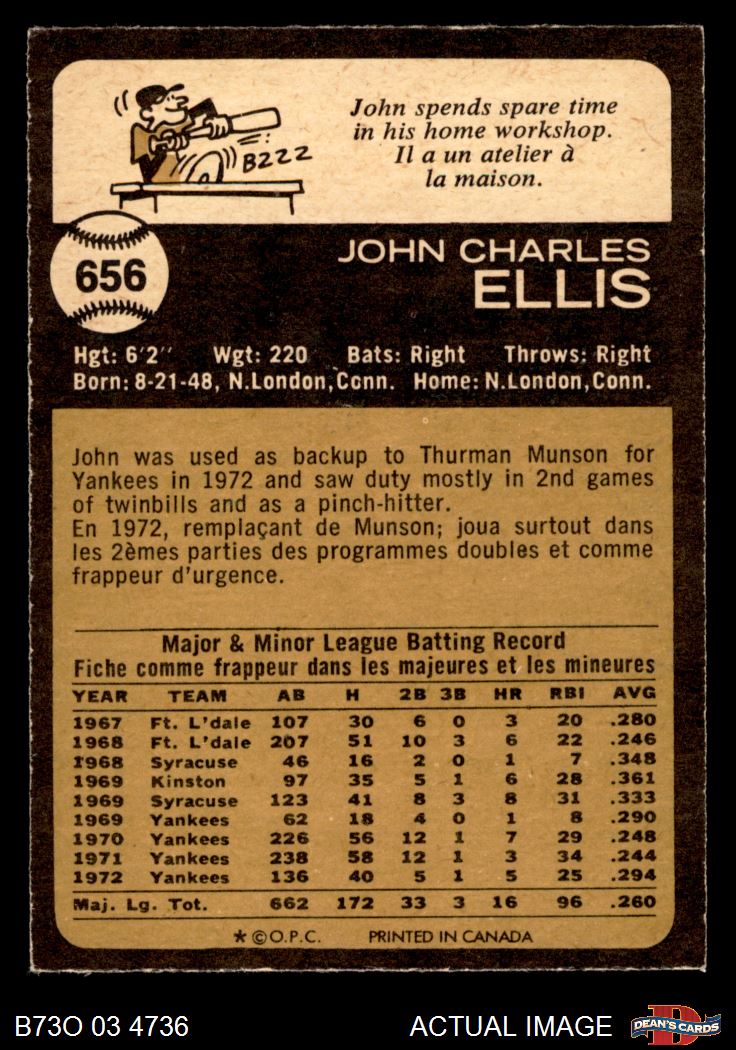 John spends spare time
in his home workshop.
Il a un atelier à
la maison.
BZZZ
656
JOHN CHARLES
ELLIS
Hgt: 6'2" Wgt: 220 Bats: Right Throws: Right
Born: 8-21-48, N.London,Conn. Home: N.London,Conn.
John was used as backup to Thurman Munson for
Yankees in 1972 and saw duty mostly in 2nd games
of twinbills and as a pinch-hitter.
En 1972, remplaçant de Munson; joua surtout dans
les 2èmes parties des programmes doubles et comme
frappeur d'urgence.
Major & Minor League Batting Record
Fiche comme frappeur dans les majeures et les mineures
YEAR TEAM AB H 2B 3B HR RBI AVG
1967 Ft. L'dale 107 30 6 0 3 20 .280
1968 Ft. L'dale 207 51 10 3 6 22 .246
1968 Syracuse 46 16 2 0 1 7 .348
1969 Kinston 97 35 5 1 6 28 .361
1969 Syracuse 123 41 8 3 8 31 .333
1969 Yankees 62 18 4 0 1 8 .290
1970 Yankees 226 56 12 1 7 29 .248
1971 Yankees 238 58 12 1 3 34 .244
1972 Yankees 136 40 5 1 5 25 .294
Maj. Lg. Tot. 662 172 33 3 16 96 .260
* ©O.P.C. PRINTED IN CANADA
B73O 03 4736 ACTUAL IMAGE D DEAN'S CARDS